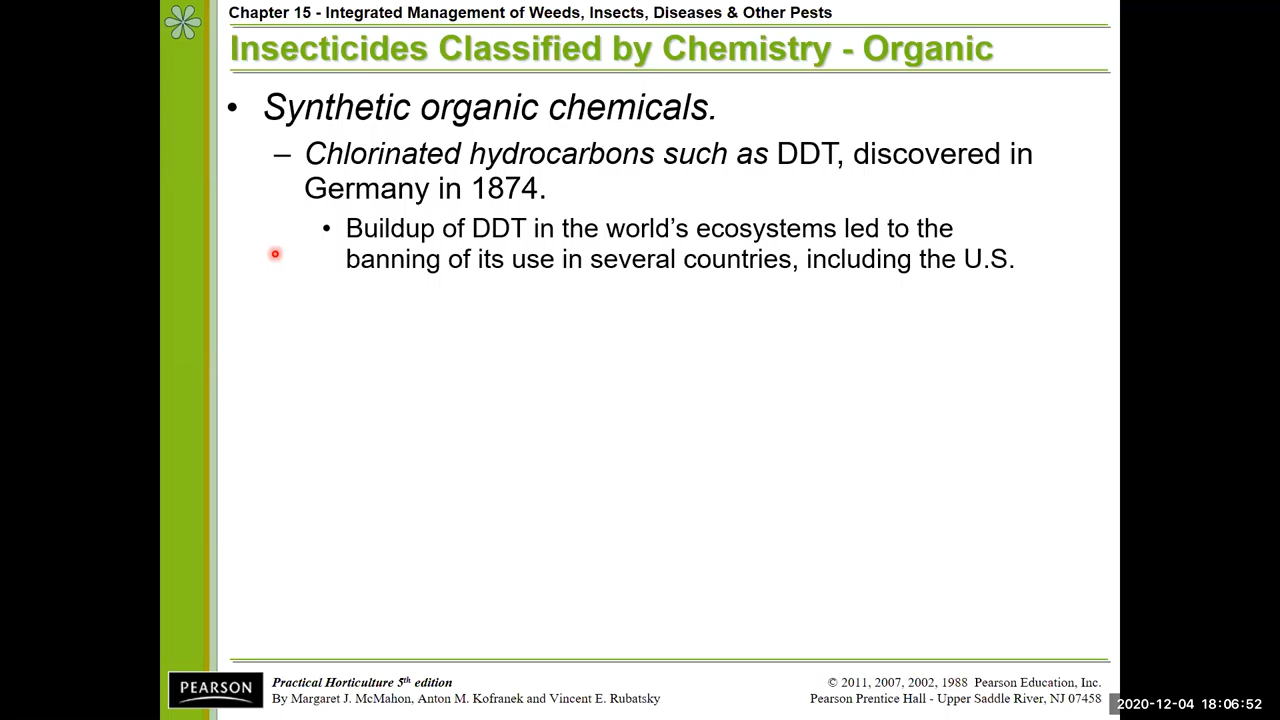 Chapter 15 - Integrated Management of Weeds, Insects, Diseases & Other Pests
Insecticides Classified by Chemistry - Organic
• Synthetic organic chemicals.
– Chlorinated hydrocarbons such as DDT, discovered in
Germany in 1874.
• Buildup of DDT in the world’s ecosystems led to the
banning of its use in several countries, including the U.S.
PEARSON
Practical Horticulture 5th edition
By Margaret J. McMahon, Anton M. Kofranek and Vincent E. Rubatsky
© 2011, 2007, 2002, 1988 Pearson Education, Inc.
Pearson Prentice Hall - Upper Saddle River, NJ 07458
2020-12-04 18:06:52